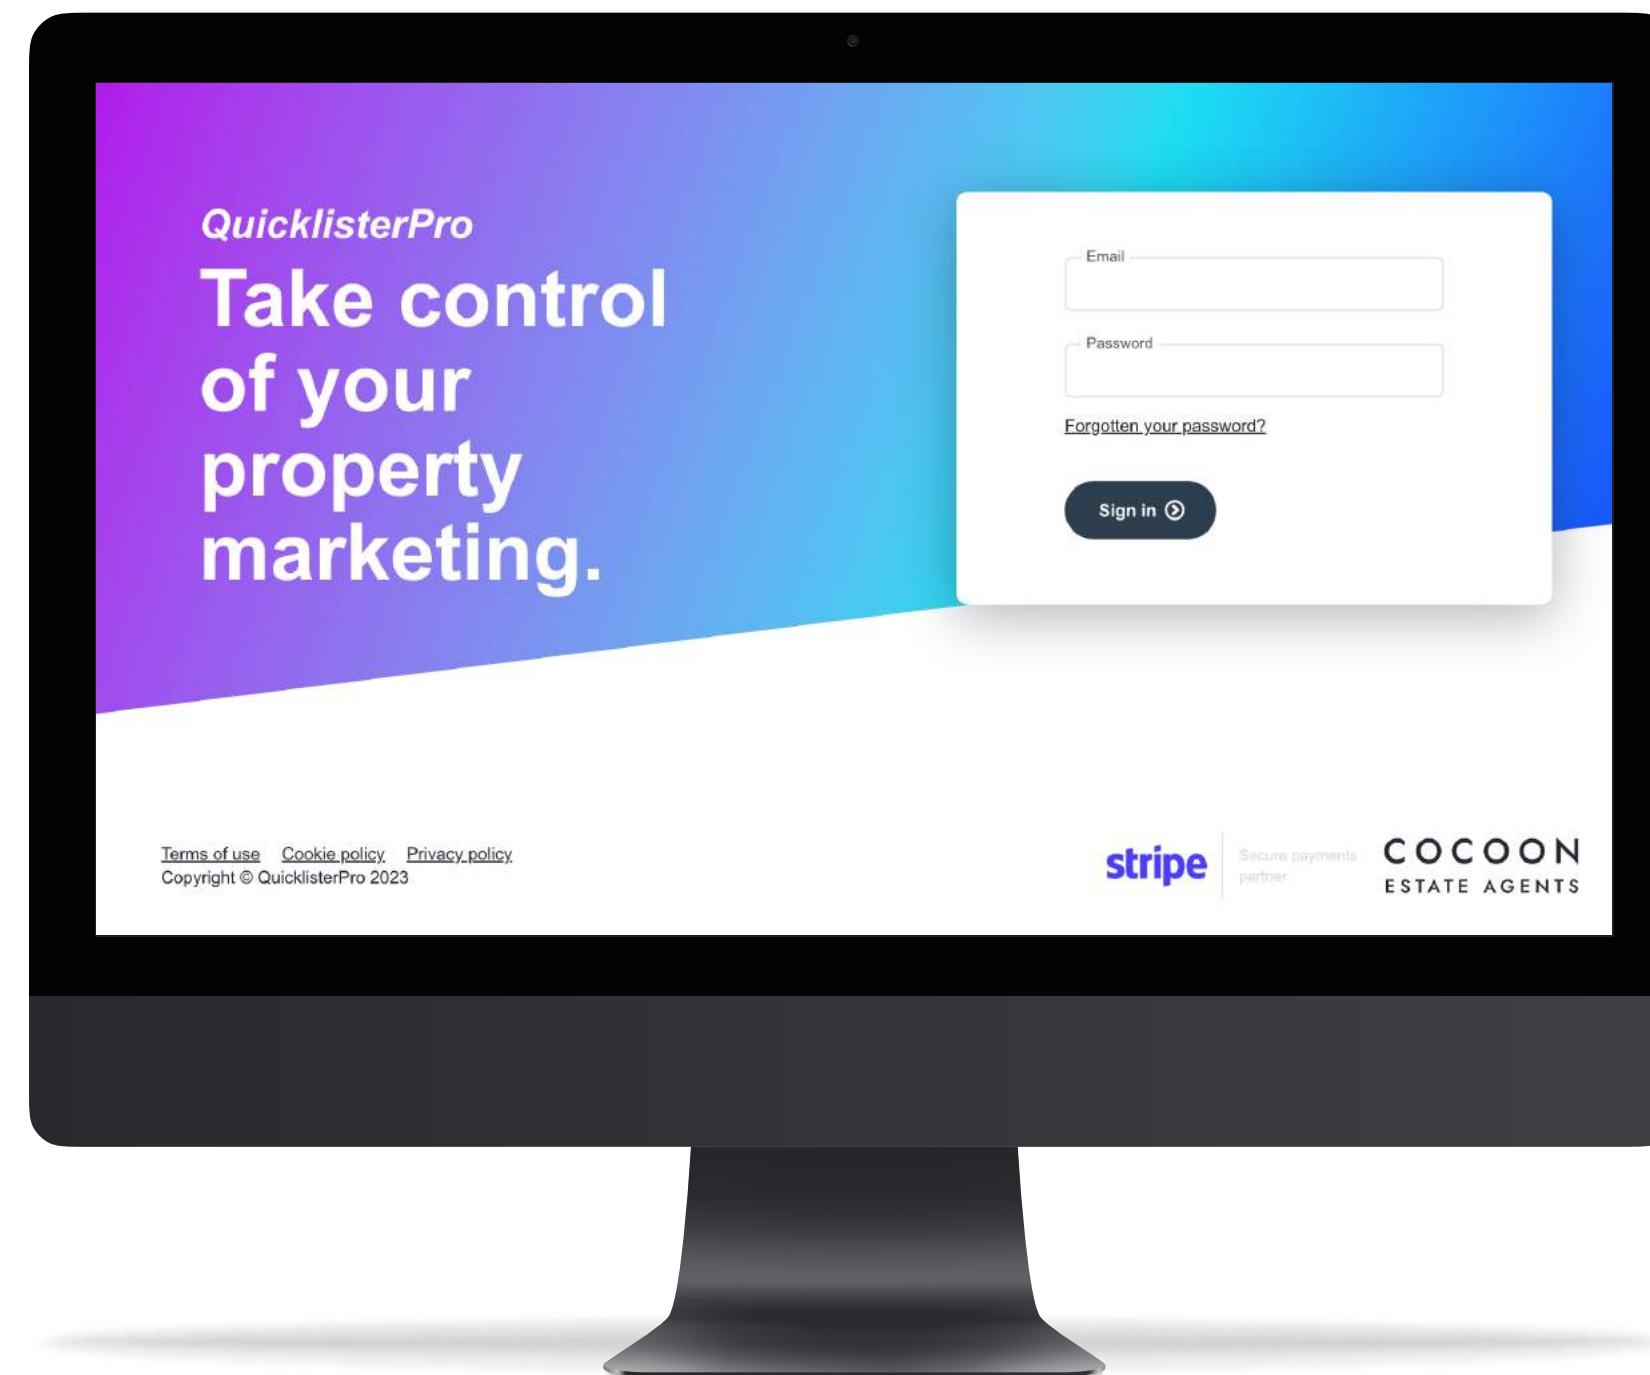 QuicklisterPro
Take control
of your
property
marketing.
Email
Password
Forgotten your password?
Sign in
Terms of use Cookie policy Privacy policy
Copyright © QuicklisterPro 2023
stripe
Secure payments
partner
COCOON
ESTATE AGENTS